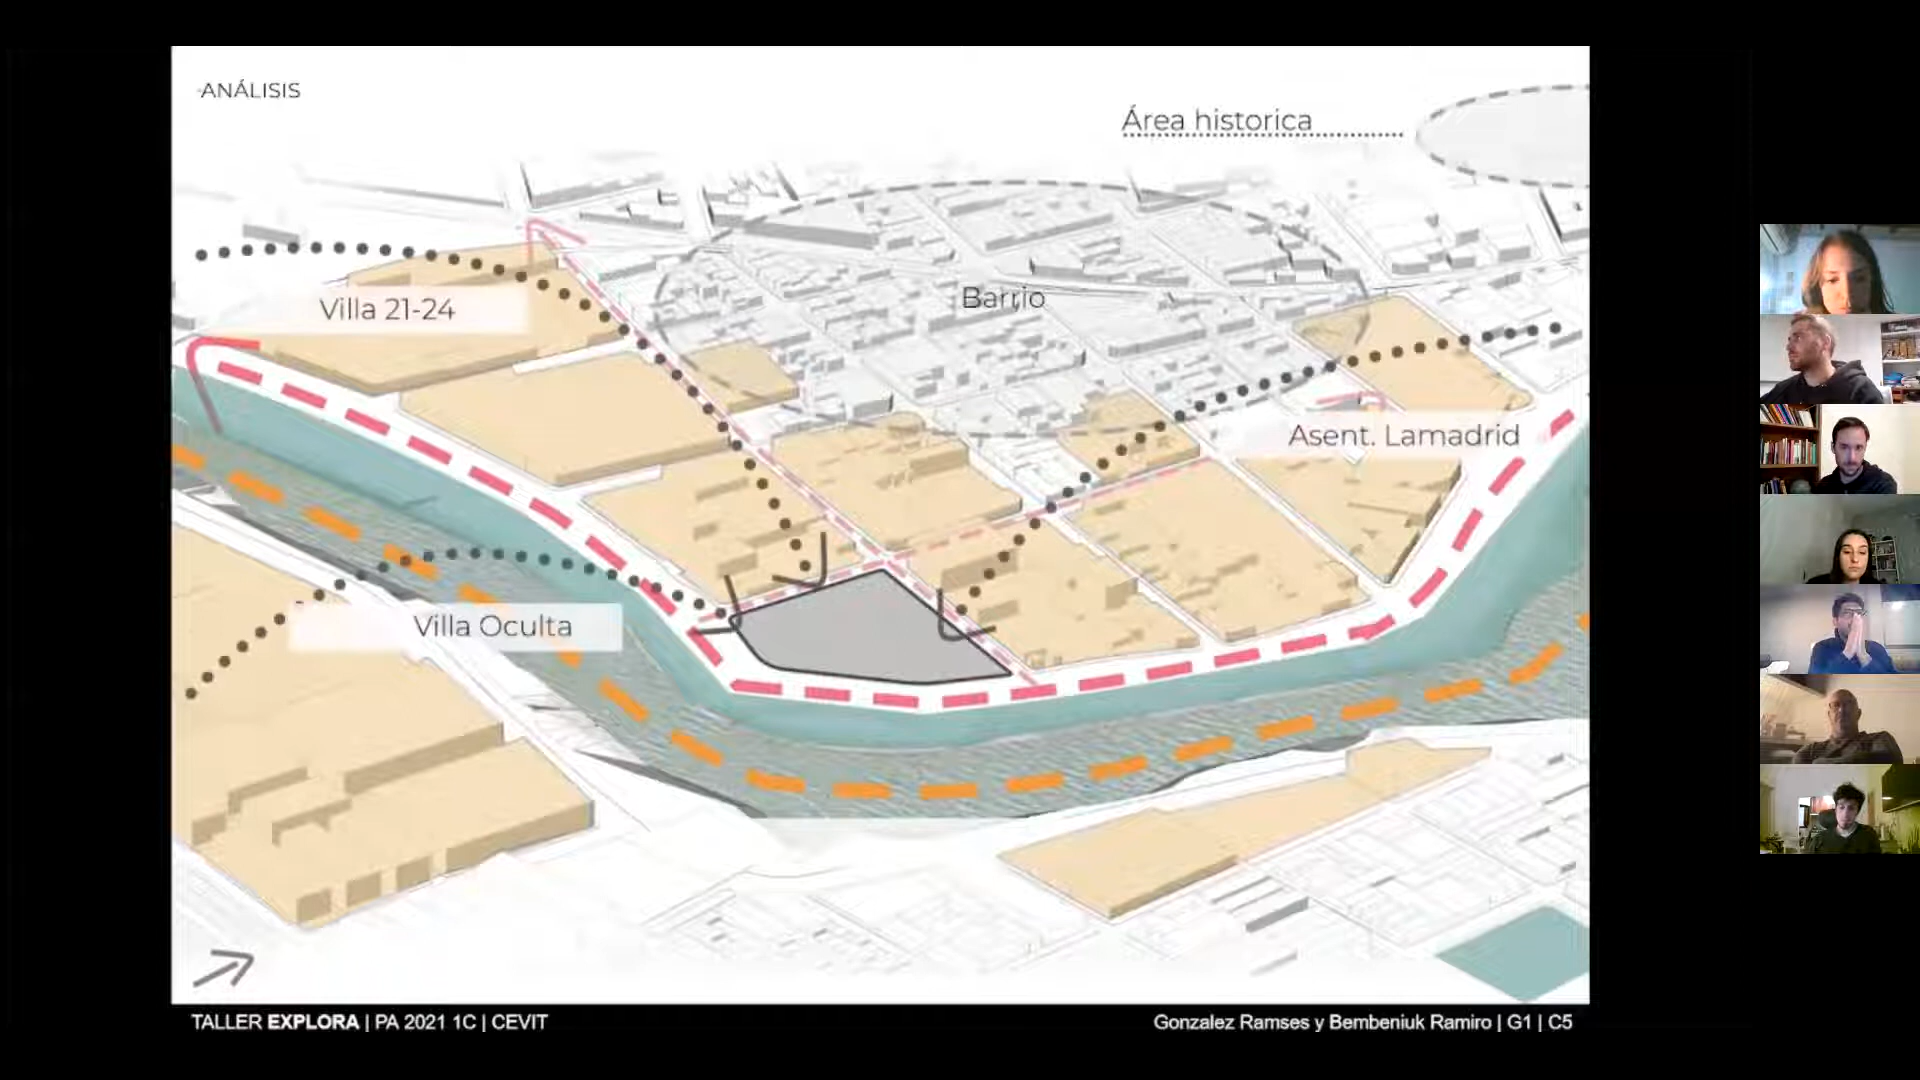 -ANÁLISIS
Área historica
Villa 21-24
Barrio
Asent. Lamadrid
Villa Oculta
TALLER EXPLORA | PA 2021 1C | CEVIT
Gonzalez Ramses y Bembeniuk Ramiro | G1 | C5